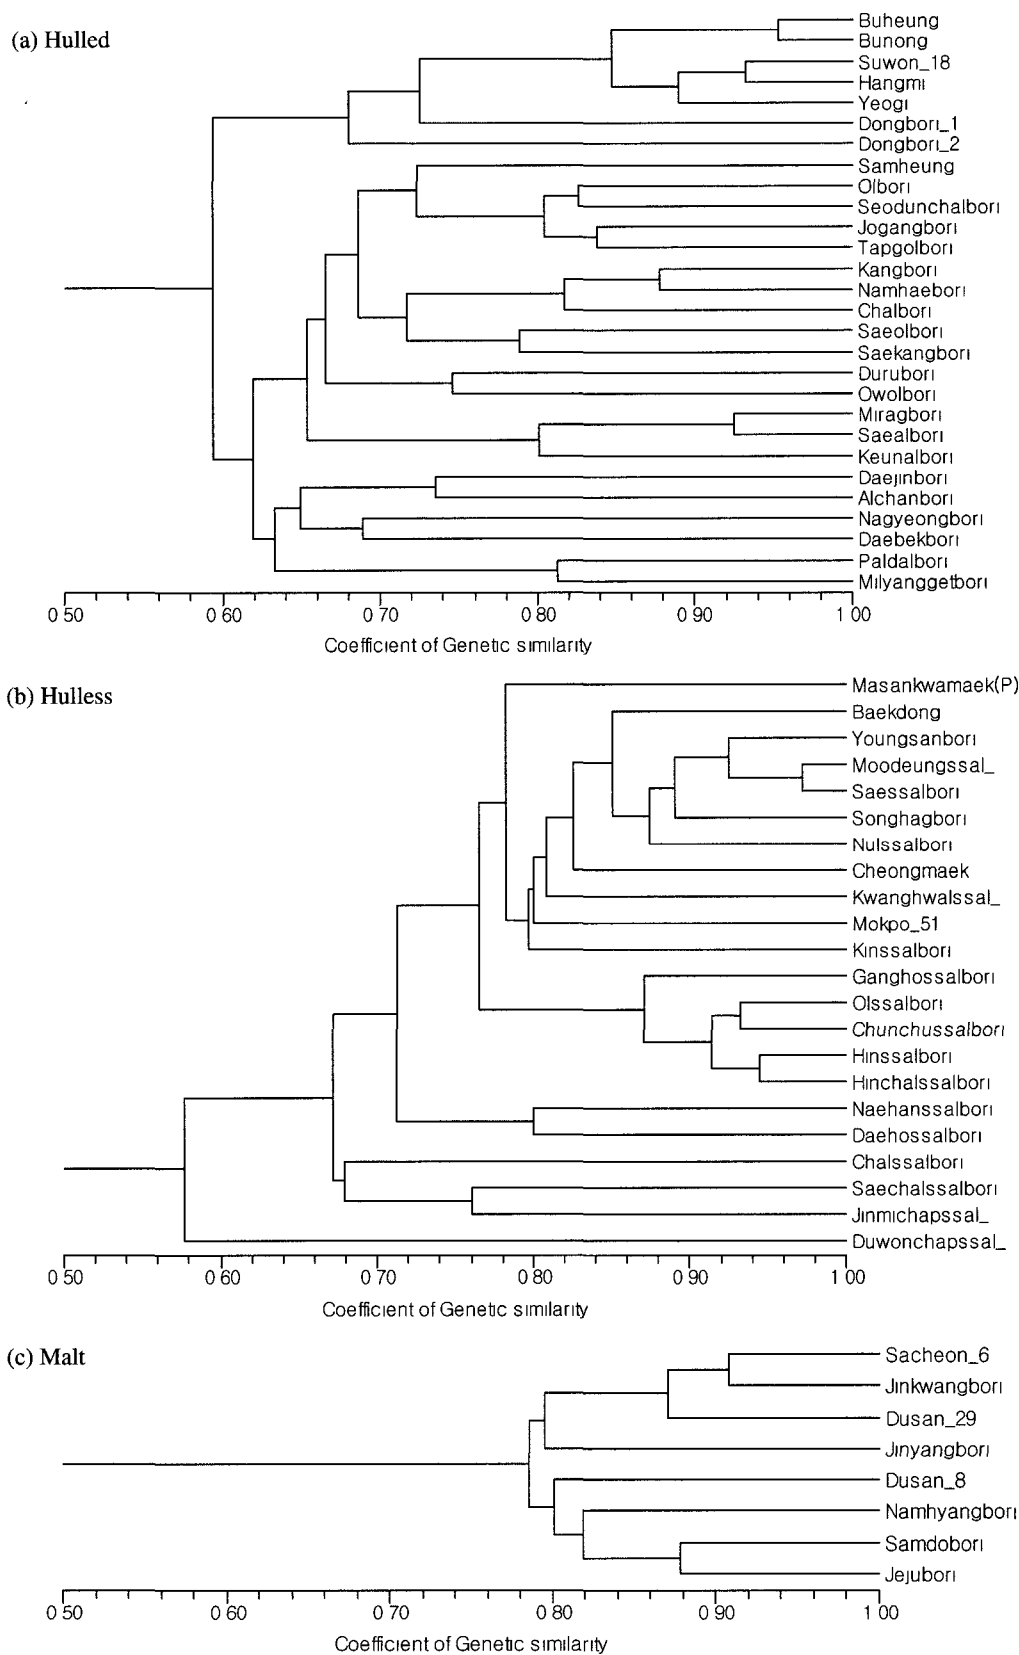 (a) Hulled
Buheung
Bunong
Suwon_18
Hangmi
Yeogi
Dongbori_1
Dongbori_2
Samheung
Olbori
Seodunchalbori
Jogangbori
Tapgolbori
Kangbori
Namhaebori
Chalbori
Saeolbori
Saekangbori
Durubori
Owolbori
Miragbori
Saealbori
Keunalbori
Daejinbori
Alchanbori
Nagyeongbori
Daebekbori
Paldalbori
Milyanggetbori
0 50 0 60 0 70 0 80 0 90 1 00
Coefficient of Genetic similarity
(b) Hulless
Masankwamaek(P)
Baekdong
Youngsanbori
Moodeungssal_
Saessalbori
Songhagbori
Nulssalbori
Cheongmaek
Kwanghwalssal_
Mokpo_51
Kinssalbori
Ganghossalbori
Olssalbori
Chunchussalbori
Hinssalbori
Hinchalssalbori
Naehanssalbori
Daehossalbori
Chalssalbori
Saechalssalbori
Jinmichapssal_
Duwonchapssal_
0 50 0 60 0 70 0 80 0 90 1 00
Coefficient of Genetic similarity
(c) Malt
Sacheon_6
Jinkwangbori
Dusan_29
Jinyangbori
Dusan_8
Namhyangbori
Samdobori
Jejubori
0 50 0 60 0 70 0 80 0 90 1 00
Coefficient of Genetic similarity